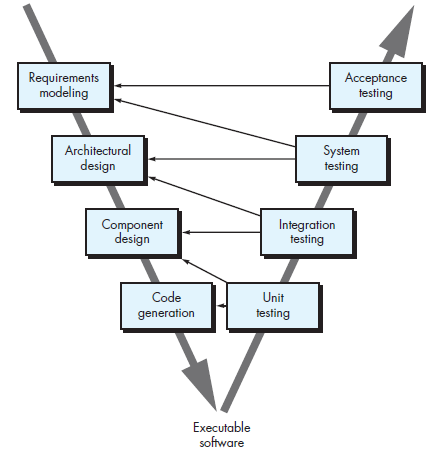 Requirements
modeling
Acceptance
testing
Architectural
design
System
testing
Component
design
Integration
testing
Code
generation
Unit
testing
Executable
software